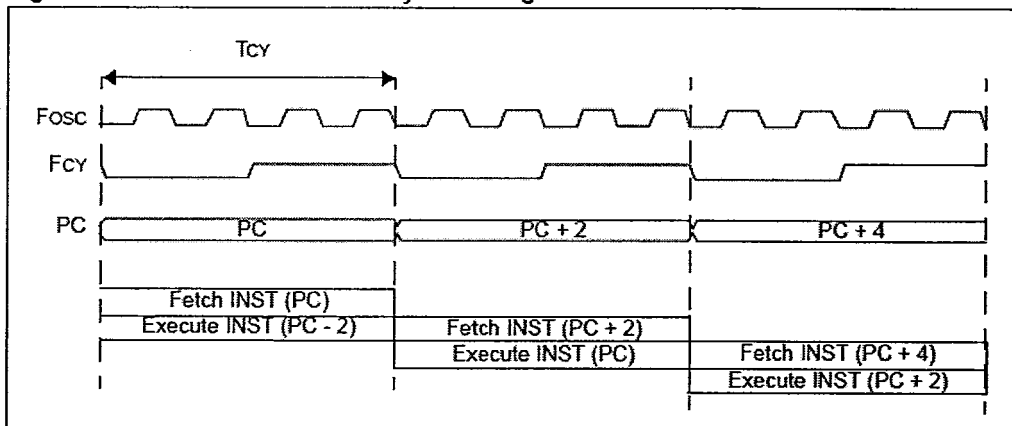 TCY
FOSC
FCY
PC PC PC + 2 PC + 4
Fetch INST (PC)
Execute INST (PC - 2) Fetch INST (PC + 2)
Execute INST (PC) Fetch INST (PC + 4)
Execute INST (PC + 2)